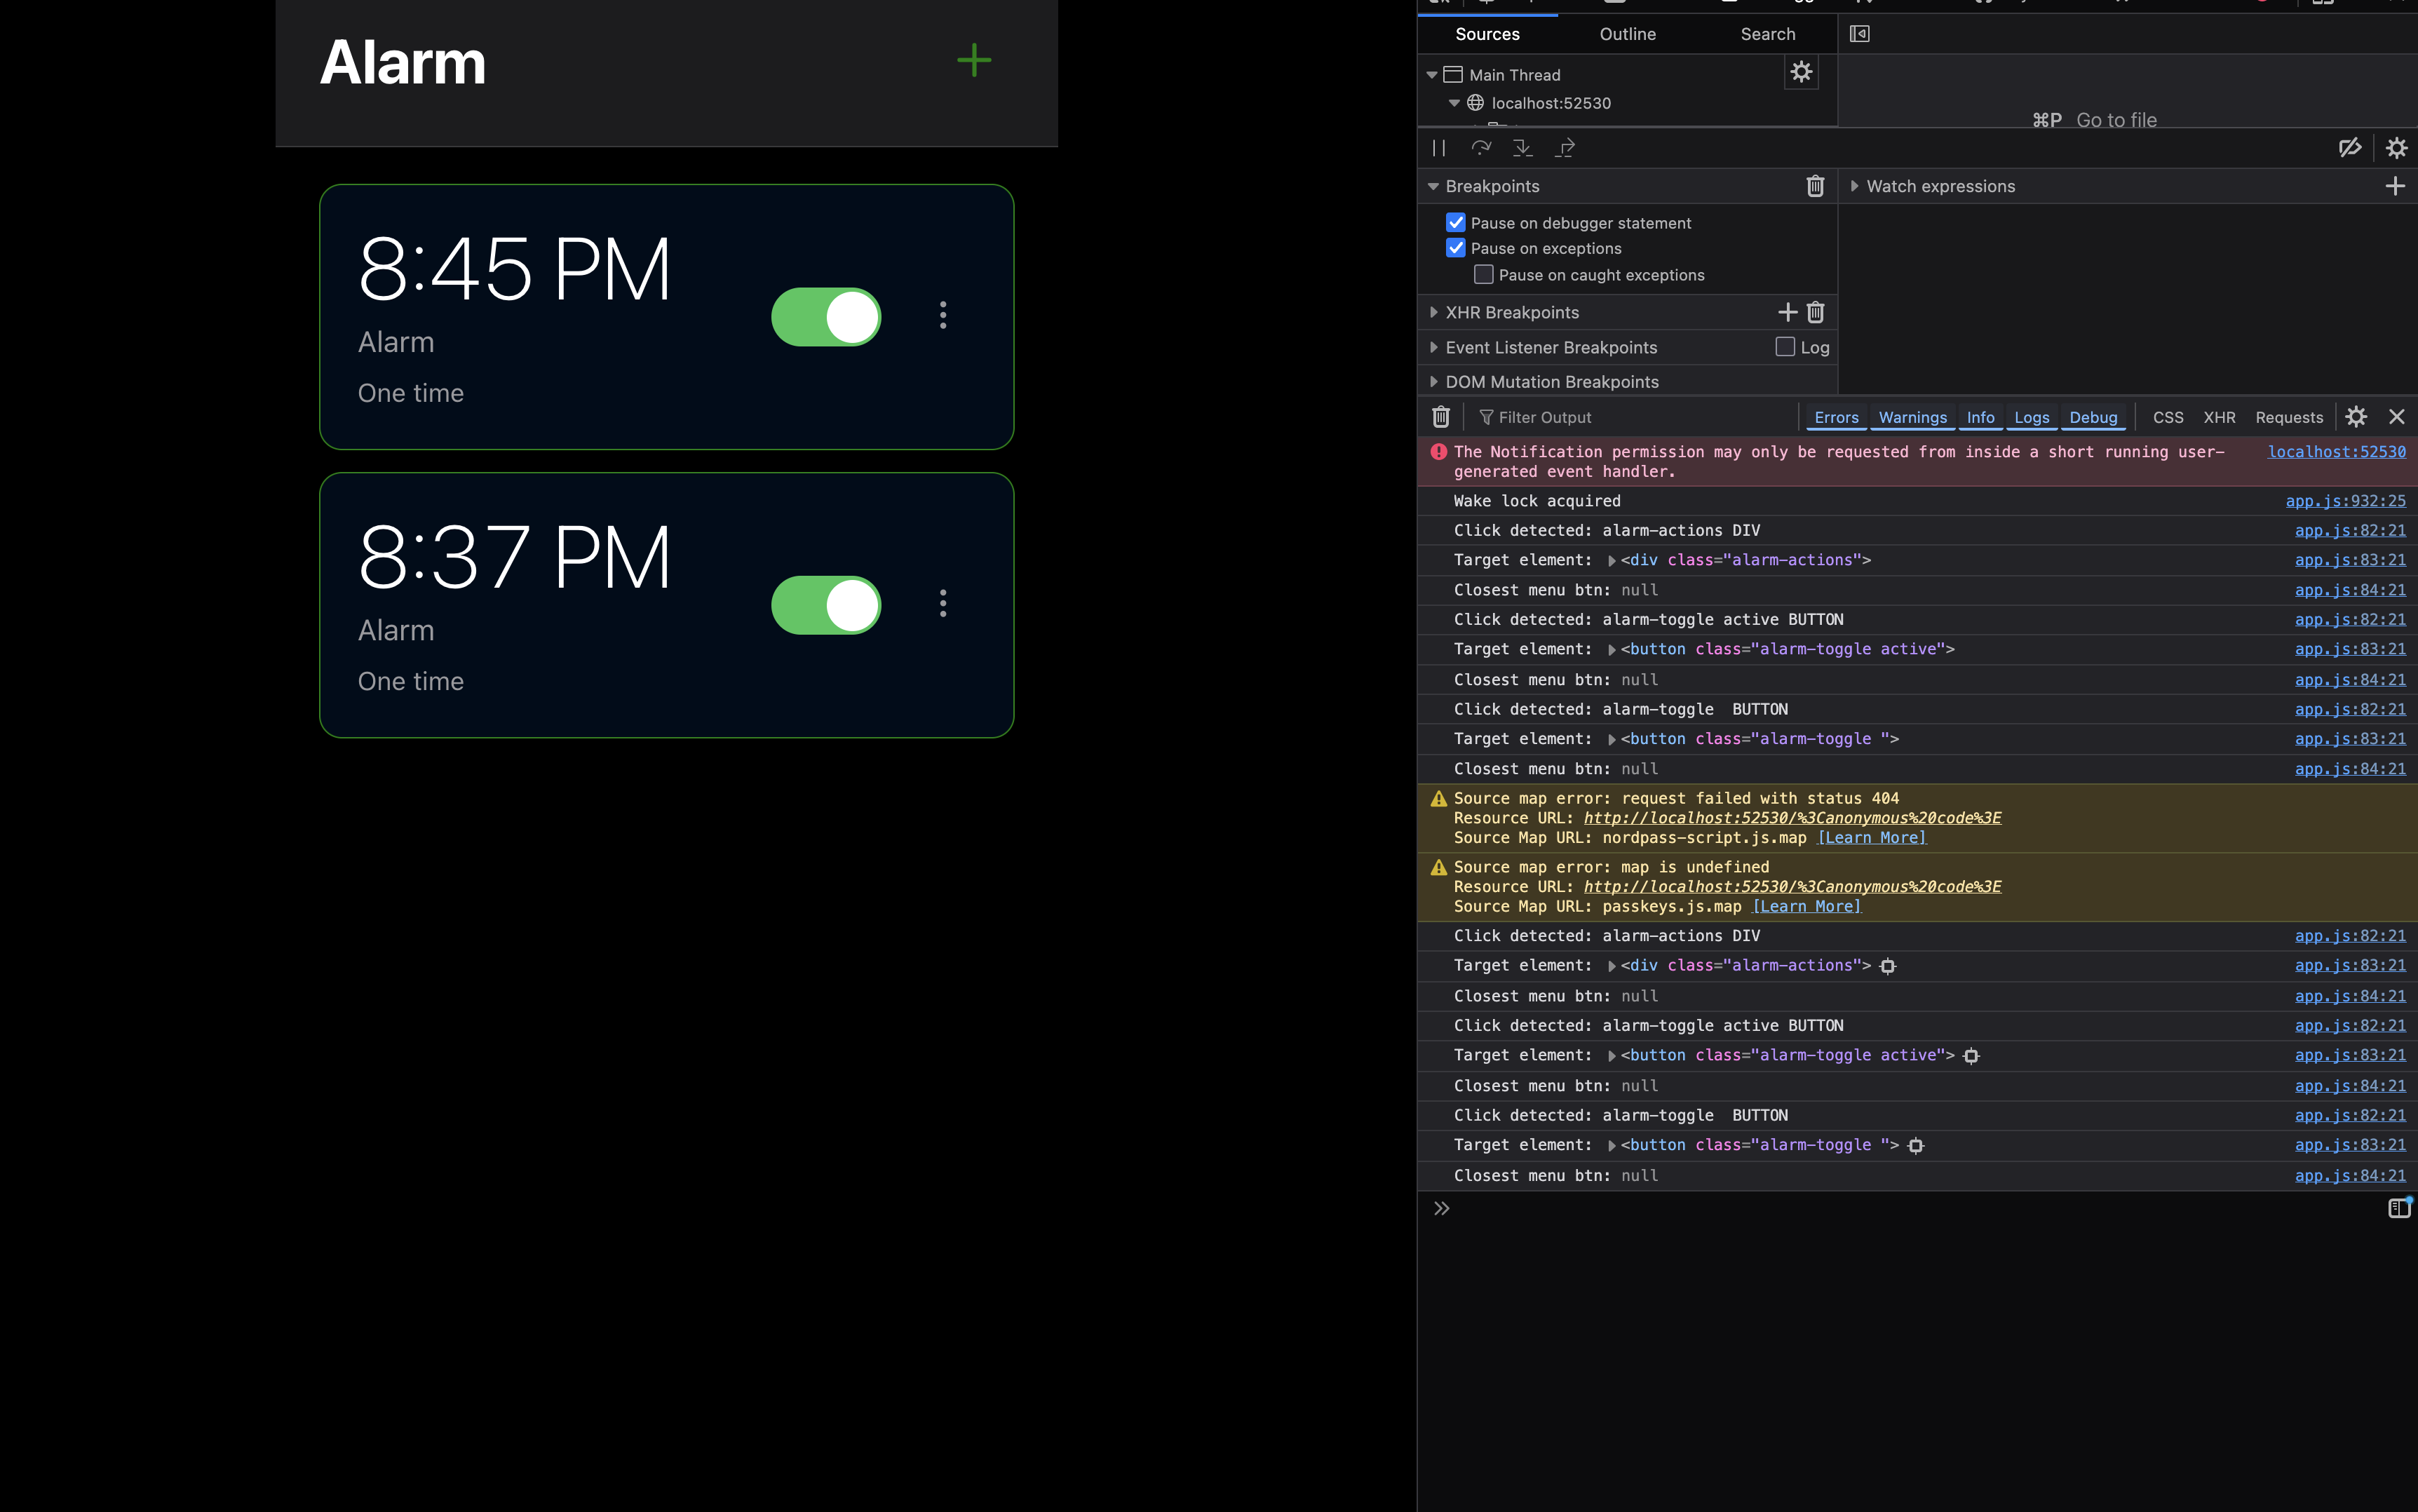 Alarm
8:45 PM
Alarm
One time
8:37 PM
Alarm
One time
Sources Outline Search
Main Thread
localhost:52530
⌘P Go to file
Breakpoints
Watch expressions
Pause on debugger statement
Pause on exceptions
Pause on caught exceptions
XHR Breakpoints
Event Listener Breakpoints Log
DOM Mutation Breakpoints
Filter Output Errors Warnings Info Logs Debug CSS XHR Requests
The Notification permission may only be requested from inside a short running user- localhost:52530
generated event handler.
Wake lock acquired app.js:932:25
Click detected: alarm-actions DIV app.js:82:21
Target element: <div class="alarm-actions"> app.js:83:21
Closest menu btn: null app.js:84:21
Click detected: alarm-toggle active BUTTON app.js:82:21
Target element: <button class="alarm-toggle active"> app.js:83:21
Closest menu btn: null app.js:84:21
Click detected: alarm-toggle  BUTTON app.js:82:21
Target element: <button class="alarm-toggle "> app.js:83:21
Closest menu btn: null app.js:84:21
Source map error: request failed with status 404
Resource URL: http://localhost:52530/%3Canonymous%20code%3E
Source Map URL: nordpass-script.js.map [Learn More]
Source map error: map is undefined
Resource URL: http://localhost:52530/%3Canonymous%20code%3E
Source Map URL: passkeys.js.map [Learn More]
Click detected: alarm-actions DIV app.js:82:21
Target element: <div class="alarm-actions"> app.js:83:21
Closest menu btn: null app.js:84:21
Click detected: alarm-toggle active BUTTON app.js:82:21
Target element: <button class="alarm-toggle active"> app.js:83:21
Closest menu btn: null app.js:84:21
Click detected: alarm-toggle  BUTTON app.js:82:21
Target element: <button class="alarm-toggle "> app.js:83:21
Closest menu btn: null app.js:84:21